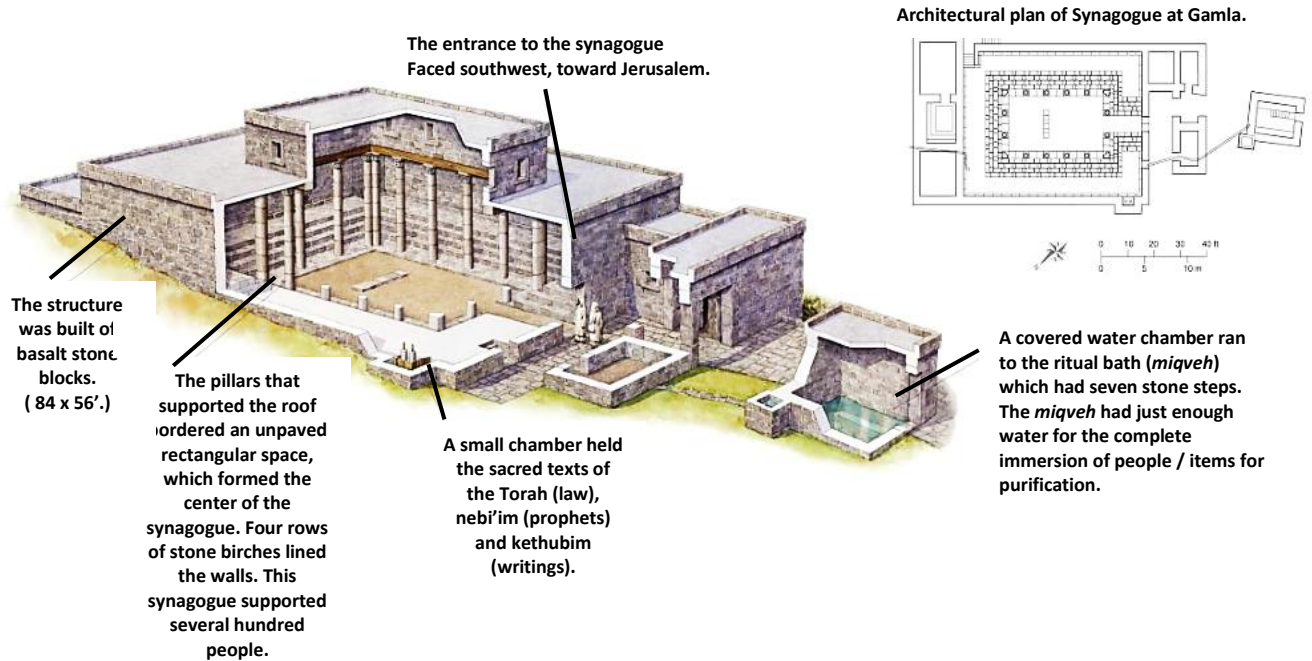 Architectural plan of Synagogue at Gamla.
The entrance to the synagogue
Faced southwest, toward Jerusalem.
0 10 20 30 40 ft
0 5 10 m
The structure
was built of
basalt stone
blocks.
( 84 x 56’.)
The pillars that
supported the roof
bordered an unpaved
rectangular space,
which formed the
center of the
synagogue. Four rows
of stone birches lined
the walls. This
synagogue supported
several hundred
people.
A small chamber held
the sacred texts of
the Torah (law),
nebi’im (prophets)
and kethubim
(writings).
A covered water chamber ran
to the ritual bath (miqveh)
which had seven stone steps.
The miqveh had just enough
water for the complete
immersion of people / items for
purification.